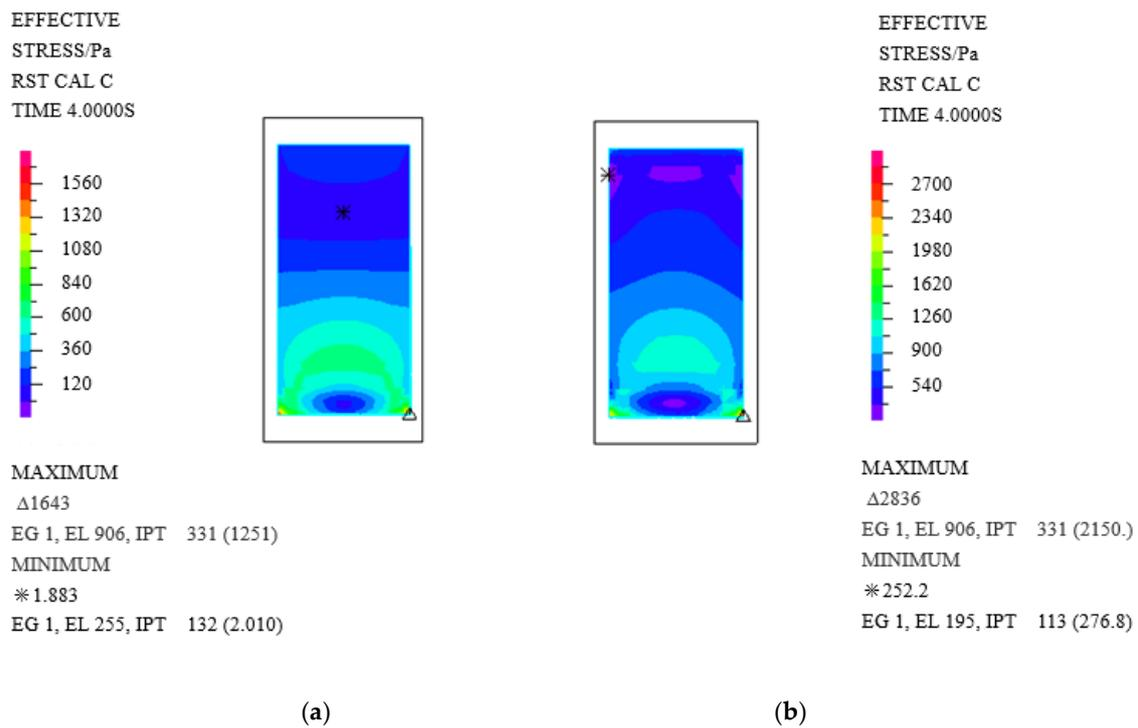 EFFECTIVE
STRESS/Pa
RST CAL C
TIME 4.0000S
1560
1320
1080
840
600
360
120
MAXIMUM
Δ1643
EG 1, EL 906, IPT 331 (1251)
MINIMUM
✳1.883
EG 1, EL 255, IPT 132 (2.010)
(a)
EFFECTIVE
STRESS/Pa
RST CAL C
TIME 4.0000S
2700
2340
1980
1620
1260
900
540
MAXIMUM
Δ2836
EG 1, EL 906, IPT 331 (2150.)
MINIMUM
✳252.2
EG 1, EL 195, IPT 113 (276.8)
(b)